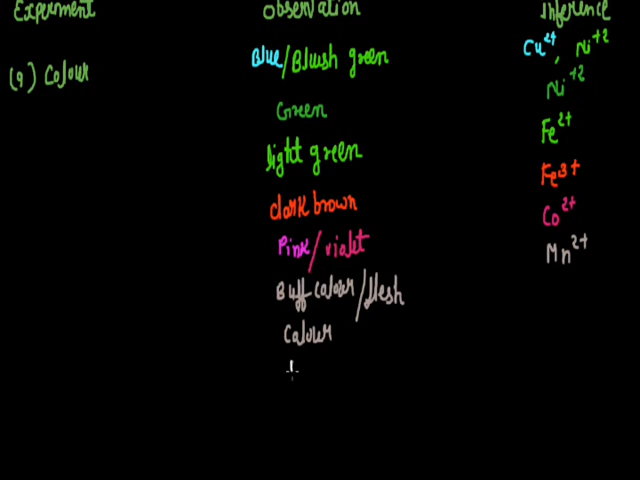 Experiment Observation Inference
(a) Colour Blue/Bluish green Cu2+, Ni+2
Green Ni+2
light green Fe2+
dark brown Fe3+
Pink/violet Co2+
Buff colour/flesh Mn2+
Colour